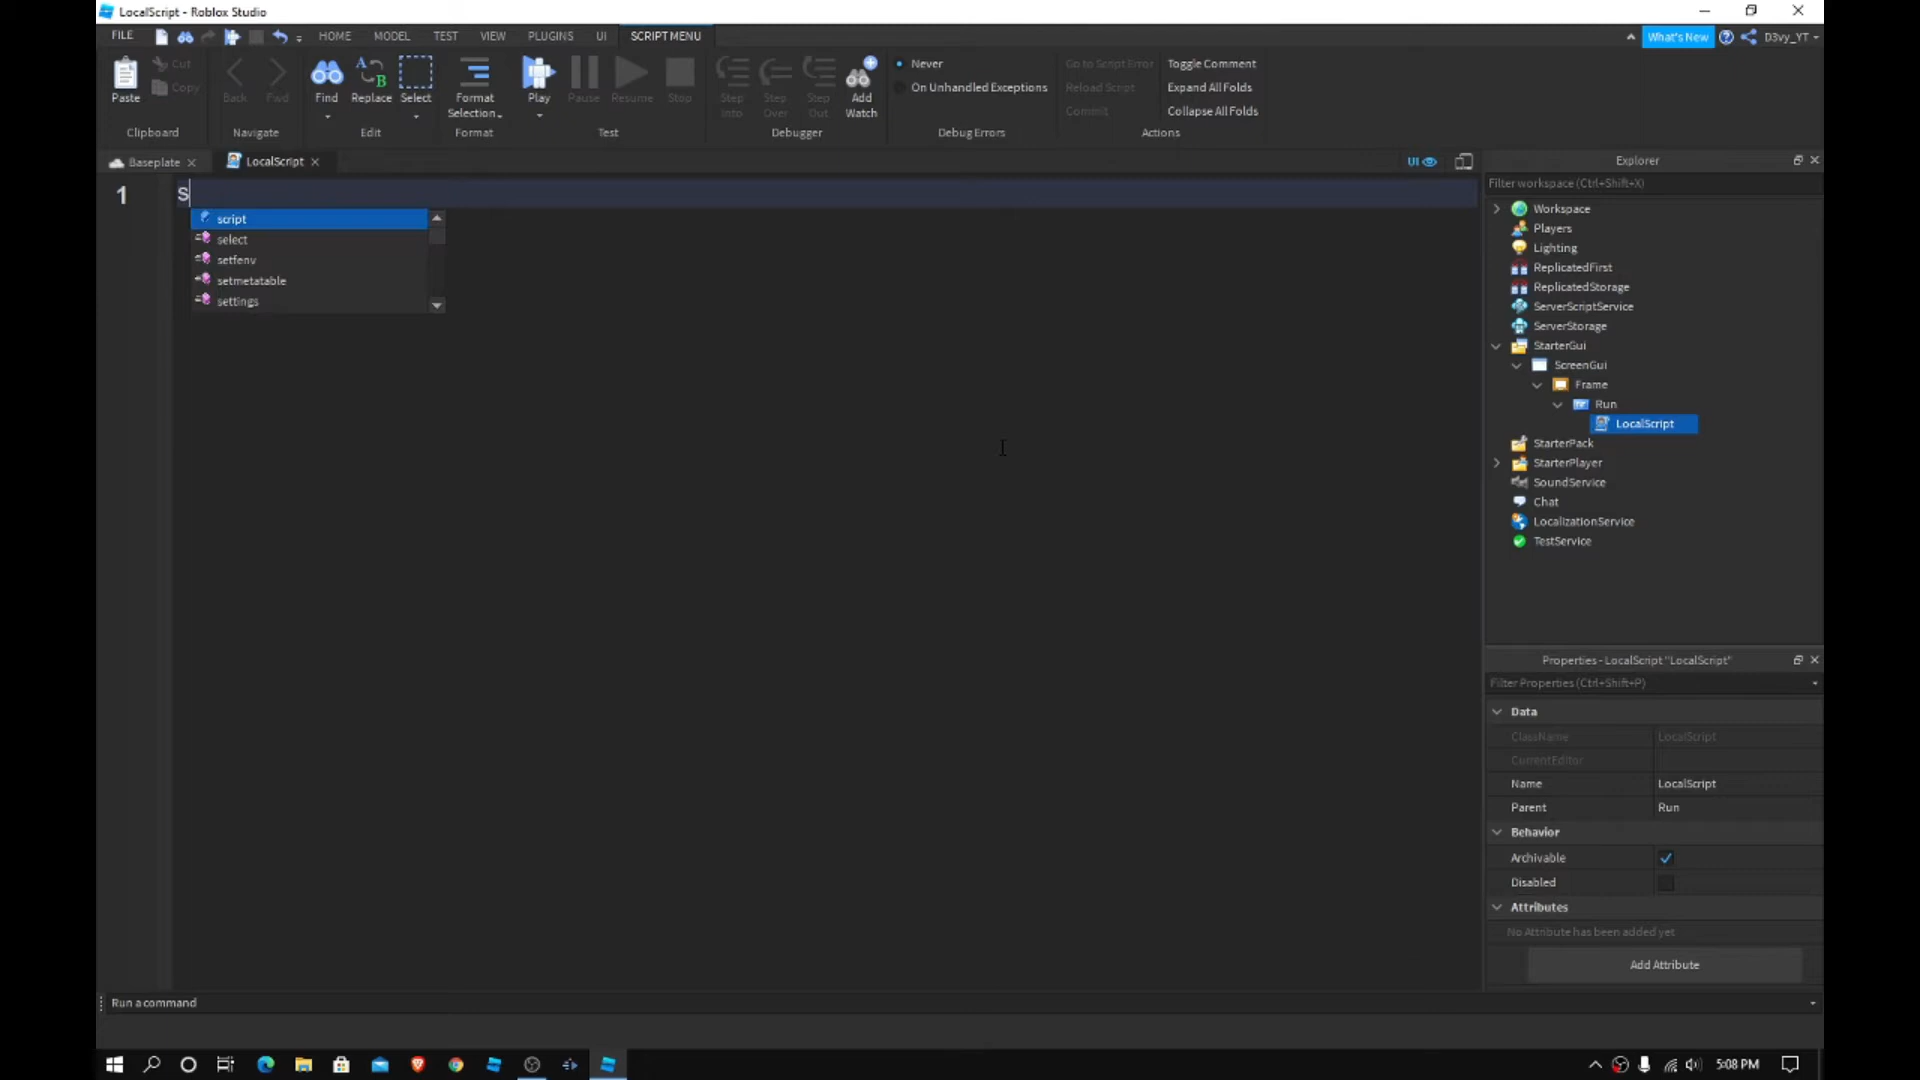 LocalScript - Roblox Studio
FILE
HOME
MODEL
TEST
VIEW
PLUGINS
UI
SCRIPT MENU
What's New
D3vy_YT
Paste
Cut
Copy
Clipboard
Back
Fwd
Navigate
Find
Replace
Select
Edit
Format
Selection
Format
Play
Pause
Resume
Stop
Test
Step
Into
Step
Over
Step
Out
Add
Watch
Debugger
Never
On Unhandled Exceptions
Debug Errors
Go to Script Error
Reload Script
Commit
Toggle Comment
Expand All Folds
Collapse All Folds
Actions
Baseplate
LocalScript
UI
1
S
script
select
setfenv
setmetatable
settings
Explorer
Filter workspace (Ctrl+Shift+X)
Workspace
Players
Lighting
ReplicatedFirst
ReplicatedStorage
ServerScriptService
ServerStorage
StarterGui
ScreenGui
Frame
Run
LocalScript
StarterPack
StarterPlayer
SoundService
Chat
LocalizationService
TestService
Properties - LocalScript "LocalScript"
Filter Properties (Ctrl+Shift+P)
Data
ClassName LocalScript
CurrentEditor
Name LocalScript
Parent Run
Behavior
Archivable
Disabled
Attributes
No Attribute has been added yet
Add Attribute
Run a command
5:08 PM